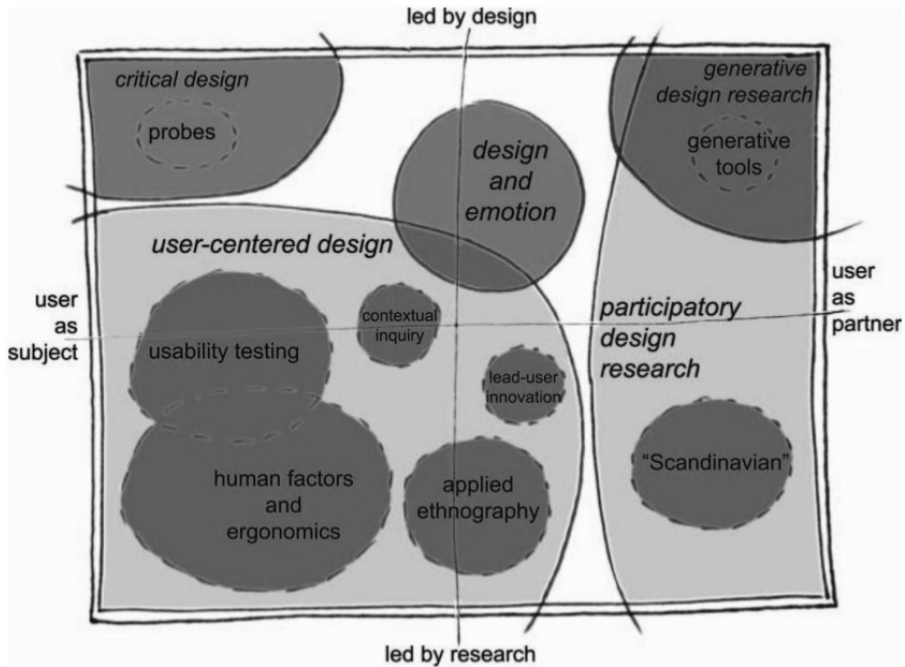 led by design
critical design
probes
generative
design research
generative
tools
design
and
emotion
user-centered design
user
as
subject
user
as
partner
contextual
inquiry
participatory
design
research
usability testing
lead-user
innovation
"Scandinavian"
human factors
and
ergonomics
applied
ethnography
led by research